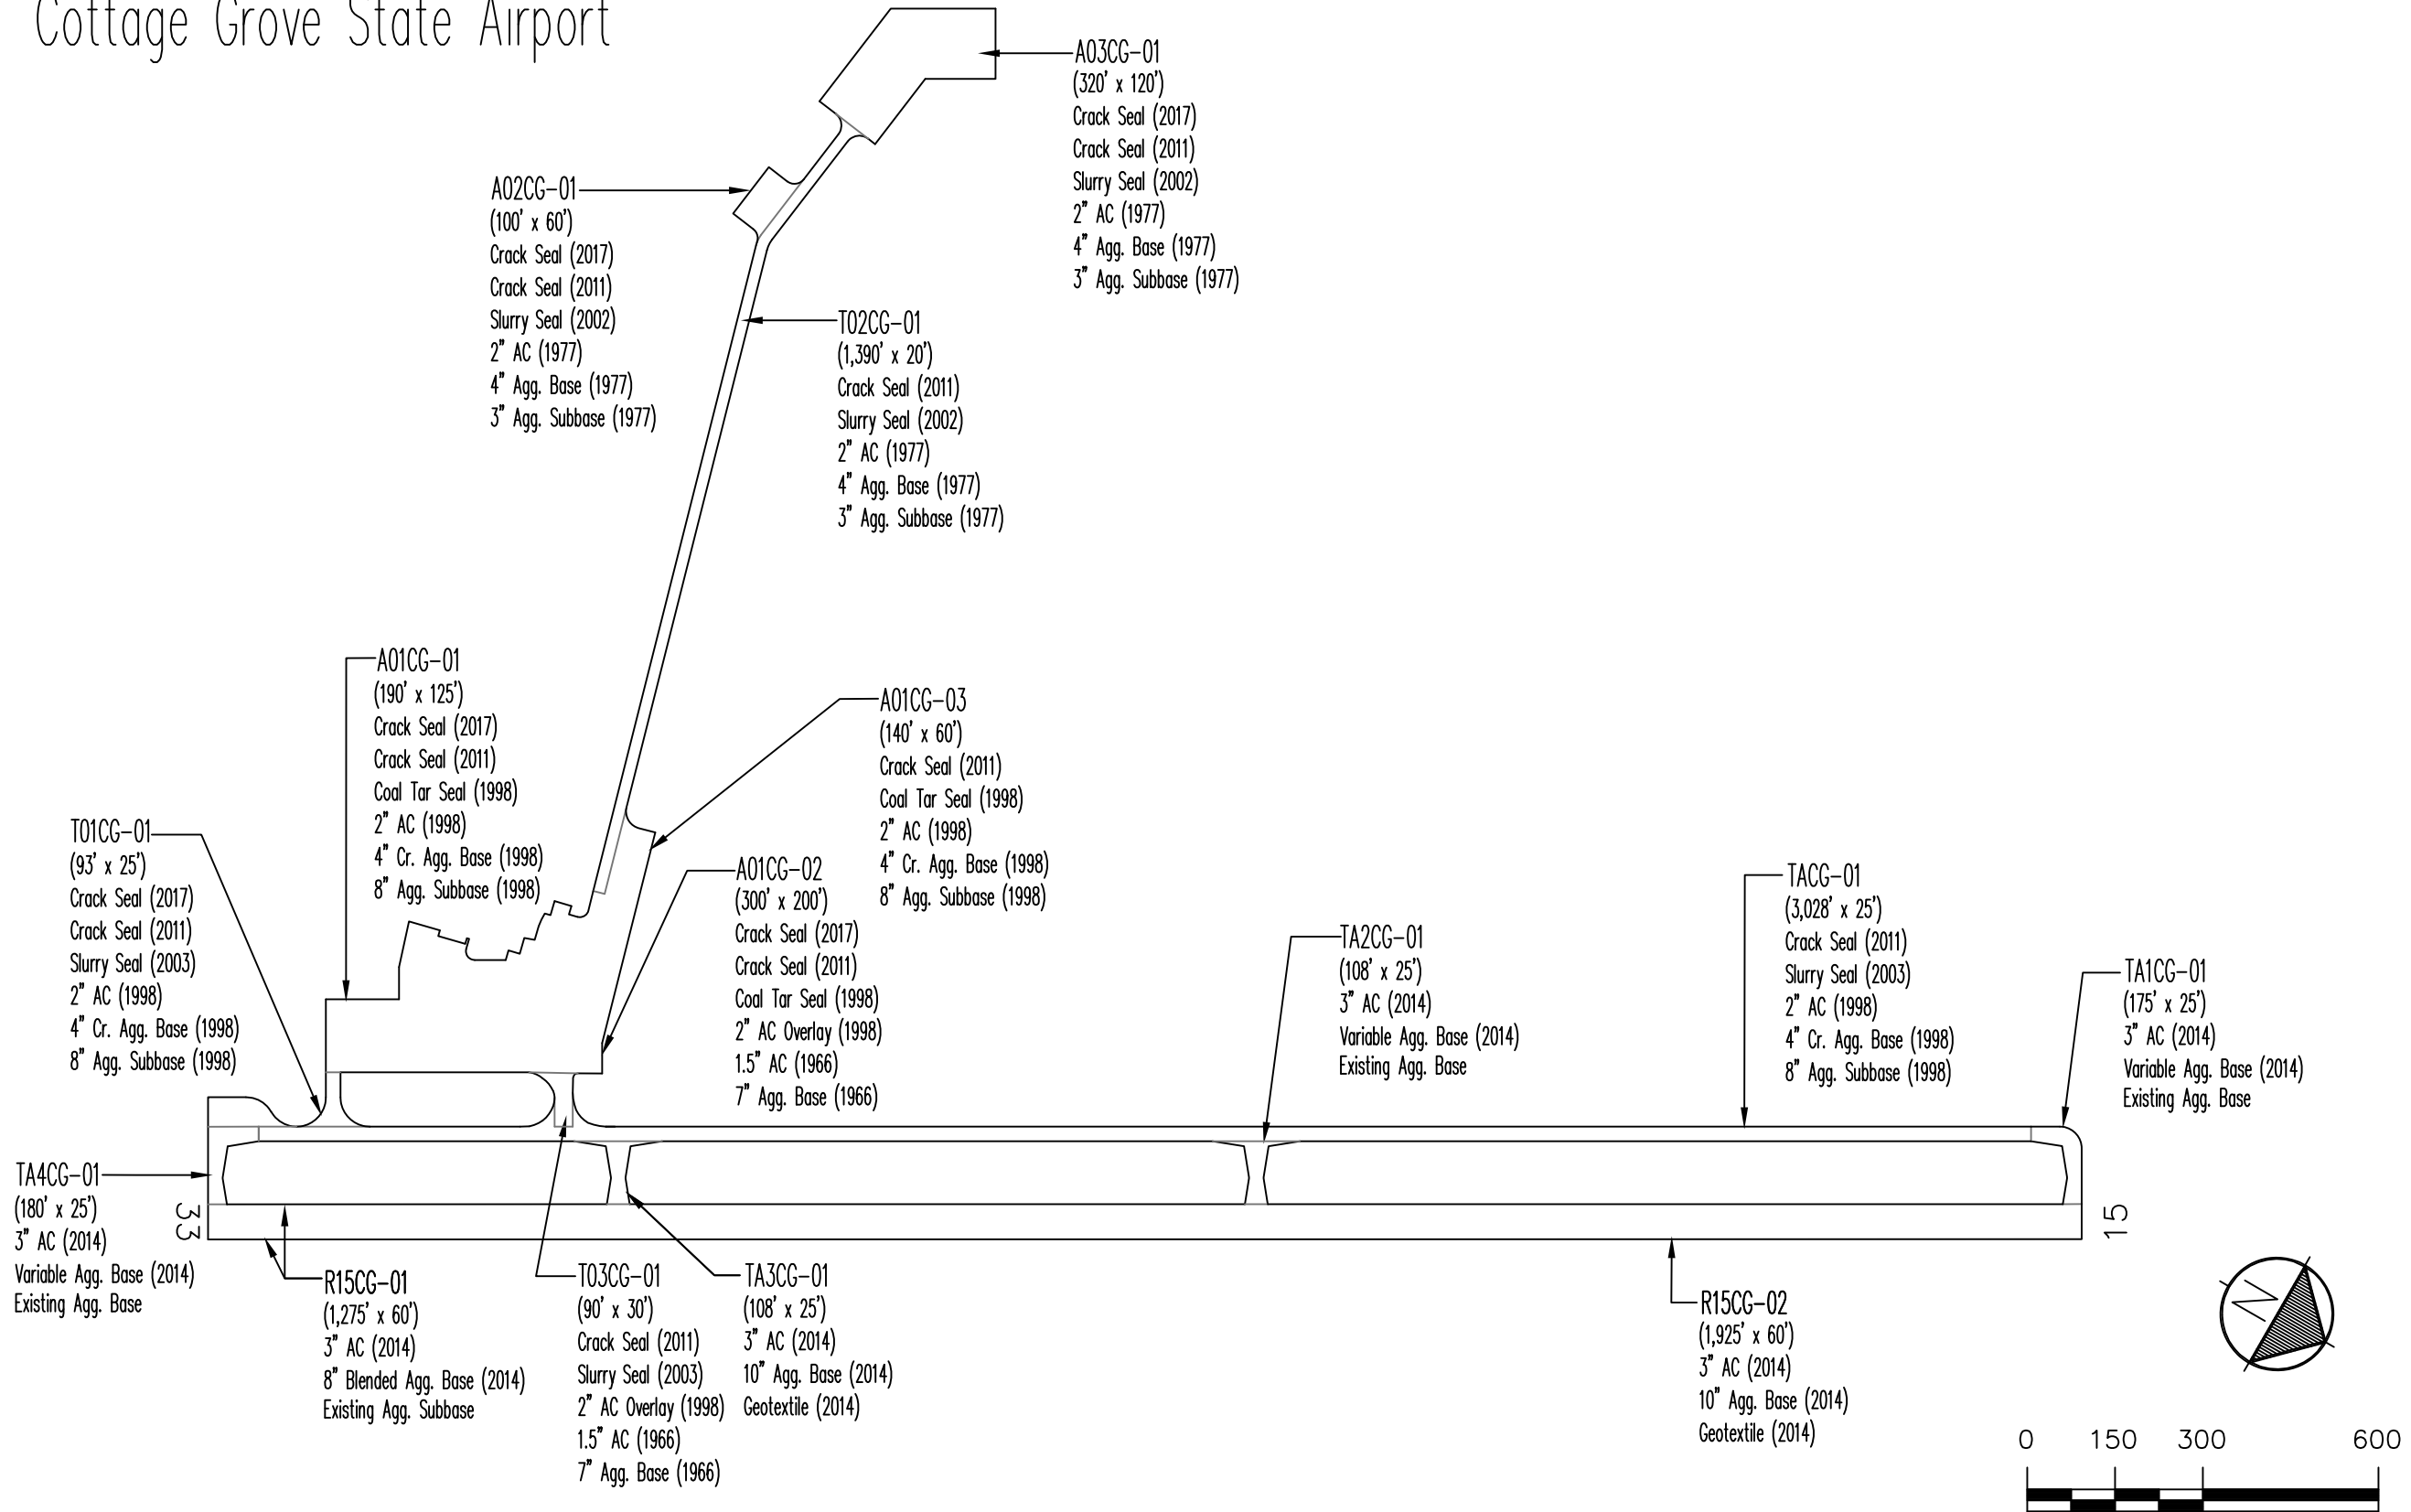 Cottage Grove State Airport
A03CG-01
(320' x 120')
Crack Seal (2017)
Crack Seal (2011)
Slurry Seal (2002)
2" AC (1977)
4" Agg. Base (1977)
3" Agg. Subbase (1977)
A02CG-01
(100' x 60')
Crack Seal (2017)
Crack Seal (2011)
Slurry Seal (2002)
2" AC (1977)
4" Agg. Base (1977)
3" Agg. Subbase (1977)
T02CG-01
(1,390' x 20')
Crack Seal (2011)
Slurry Seal (2002)
2" AC (1977)
4" Agg. Base (1977)
3" Agg. Subbase (1977)
A01CG-01
(190' x 125')
Crack Seal (2017)
Crack Seal (2011)
Coal Tar Seal (1998)
2" AC (1998)
4" Cr. Agg. Base (1998)
8" Agg. Subbase (1998)
A01CG-03
(140' x 60')
Crack Seal (2011)
Coal Tar Seal (1998)
2" AC (1998)
4" Cr. Agg. Base (1998)
8" Agg. Subbase (1998)
T01CG-01
(93' x 25')
Crack Seal (2017)
Crack Seal (2011)
Slurry Seal (2003)
2" AC (1998)
4" Cr. Agg. Base (1998)
8" Agg. Subbase (1998)
A01CG-02
(300' x 200')
Crack Seal (2017)
Crack Seal (2011)
Coal Tar Seal (1998)
2" AC Overlay (1998)
1.5" AC (1966)
7" Agg. Base (1966)
TA2CG-01
(108' x 25')
3" AC (2014)
Variable Agg. Base (2014)
Existing Agg. Base
TACG-01
(3,028' x 25')
Crack Seal (2011)
Slurry Seal (2003)
2" AC (1998)
4" Cr. Agg. Base (1998)
8" Agg. Subbase (1998)
TA1CG-01
(175' x 25')
3" AC (2014)
Variable Agg. Base (2014)
Existing Agg. Base
TA4CG-01
(180' x 25')
3" AC (2014)
Variable Agg. Base (2014)
Existing Agg. Base
33
15
R15CG-01
(1,275' x 60')
3" AC (2014)
8" Blended Agg. Base (2014)
Existing Agg. Subbase
T03CG-01
(90' x 30')
Crack Seal (2011)
Slurry Seal (2003)
2" AC Overlay (1998)
1.5" AC (1966)
7" Agg. Base (1966)
TA3CG-01
(108' x 25')
3" AC (2014)
10" Agg. Base (2014)
Geotextile (2014)
R15CG-02
(1,925' x 60')
3" AC (2014)
10" Agg. Base (2014)
Geotextile (2014)
N
0 150 300 600